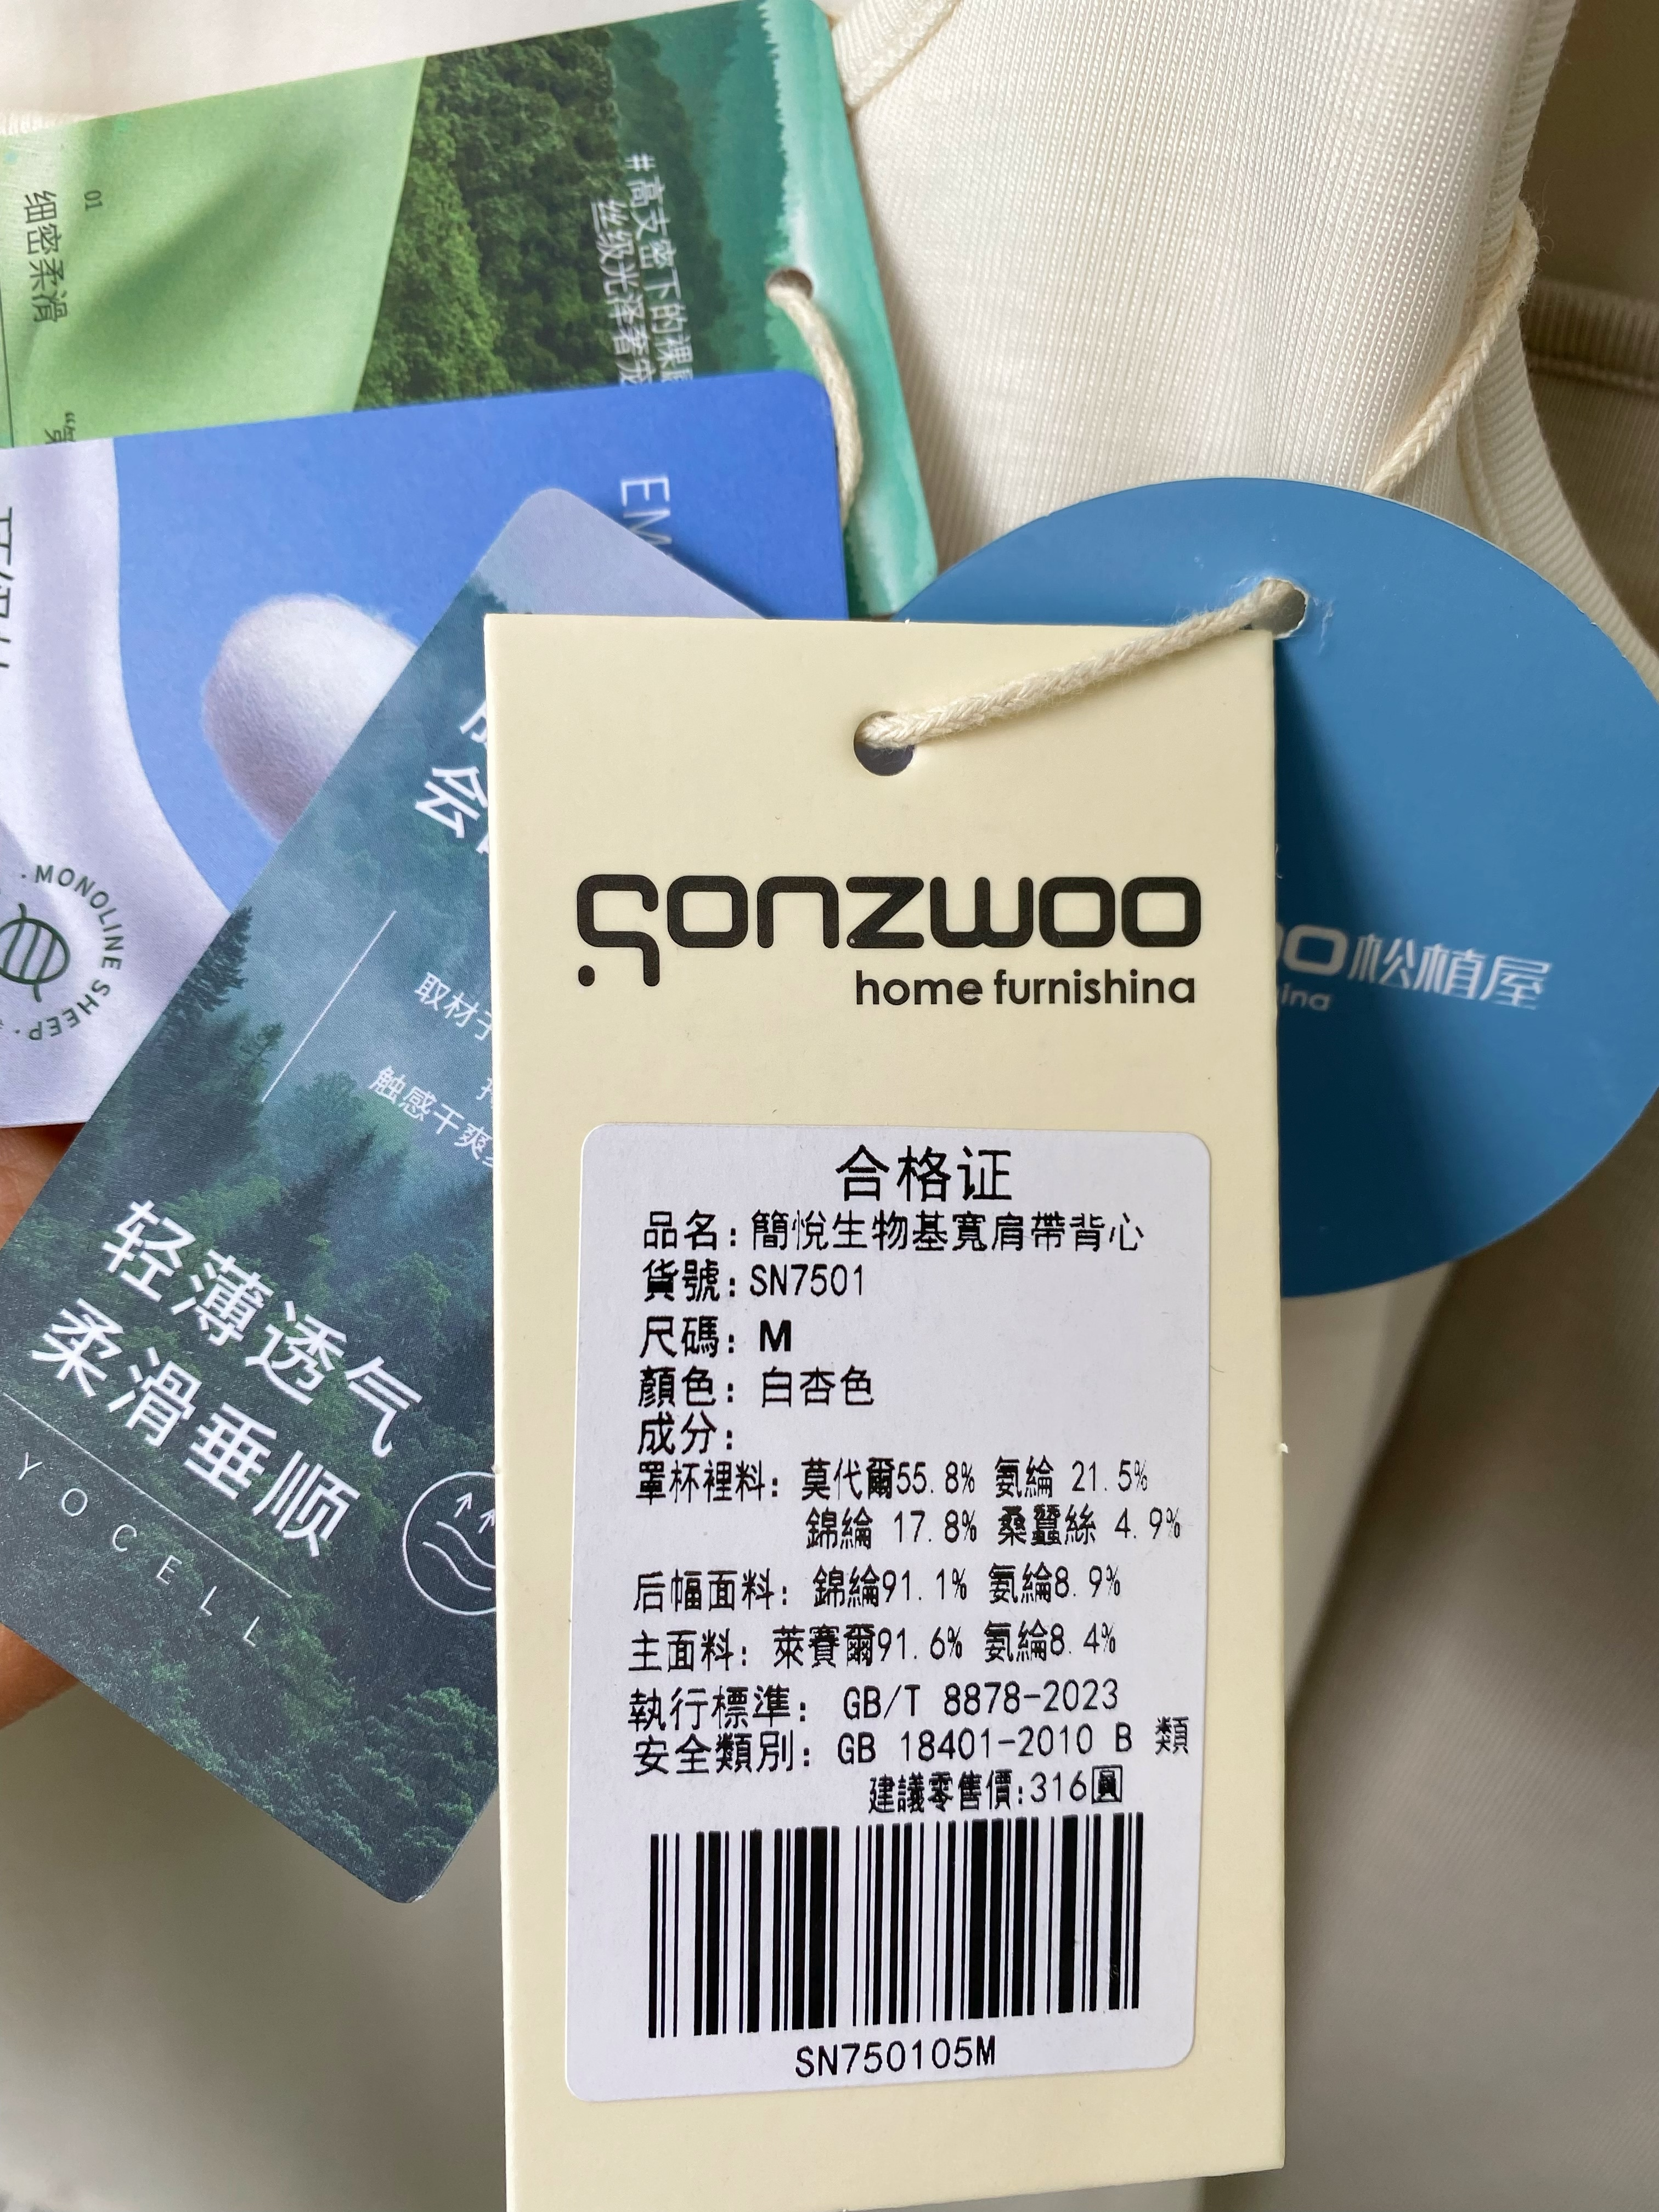 #高支密下的裸
丝级光泽奢宠
01
细密柔滑
MONOLINE SHEEP
会
取材于
触感干爽
轻薄透气
柔滑垂顺
YOCELL
OO松植屋
ina
gonzwoo
home furnishing
合格证
品名:簡悅生物基寬肩帶背心
貨號:SN7501
尺碼: M
顏色: 白杏色
成分:
罩杯裡料: 莫代爾55.8% 氨綸 21.5%
錦綸 17.8% 桑蠶絲 4.9%
后幅面料: 錦綸91.1% 氨綸8.9%
主面料: 萊賽爾91.6% 氨綸8.4%
執行標準: GB/T 8878-2023
安全類別: GB 18401-2010 B 類
建議零售價:316圓
SN750105M